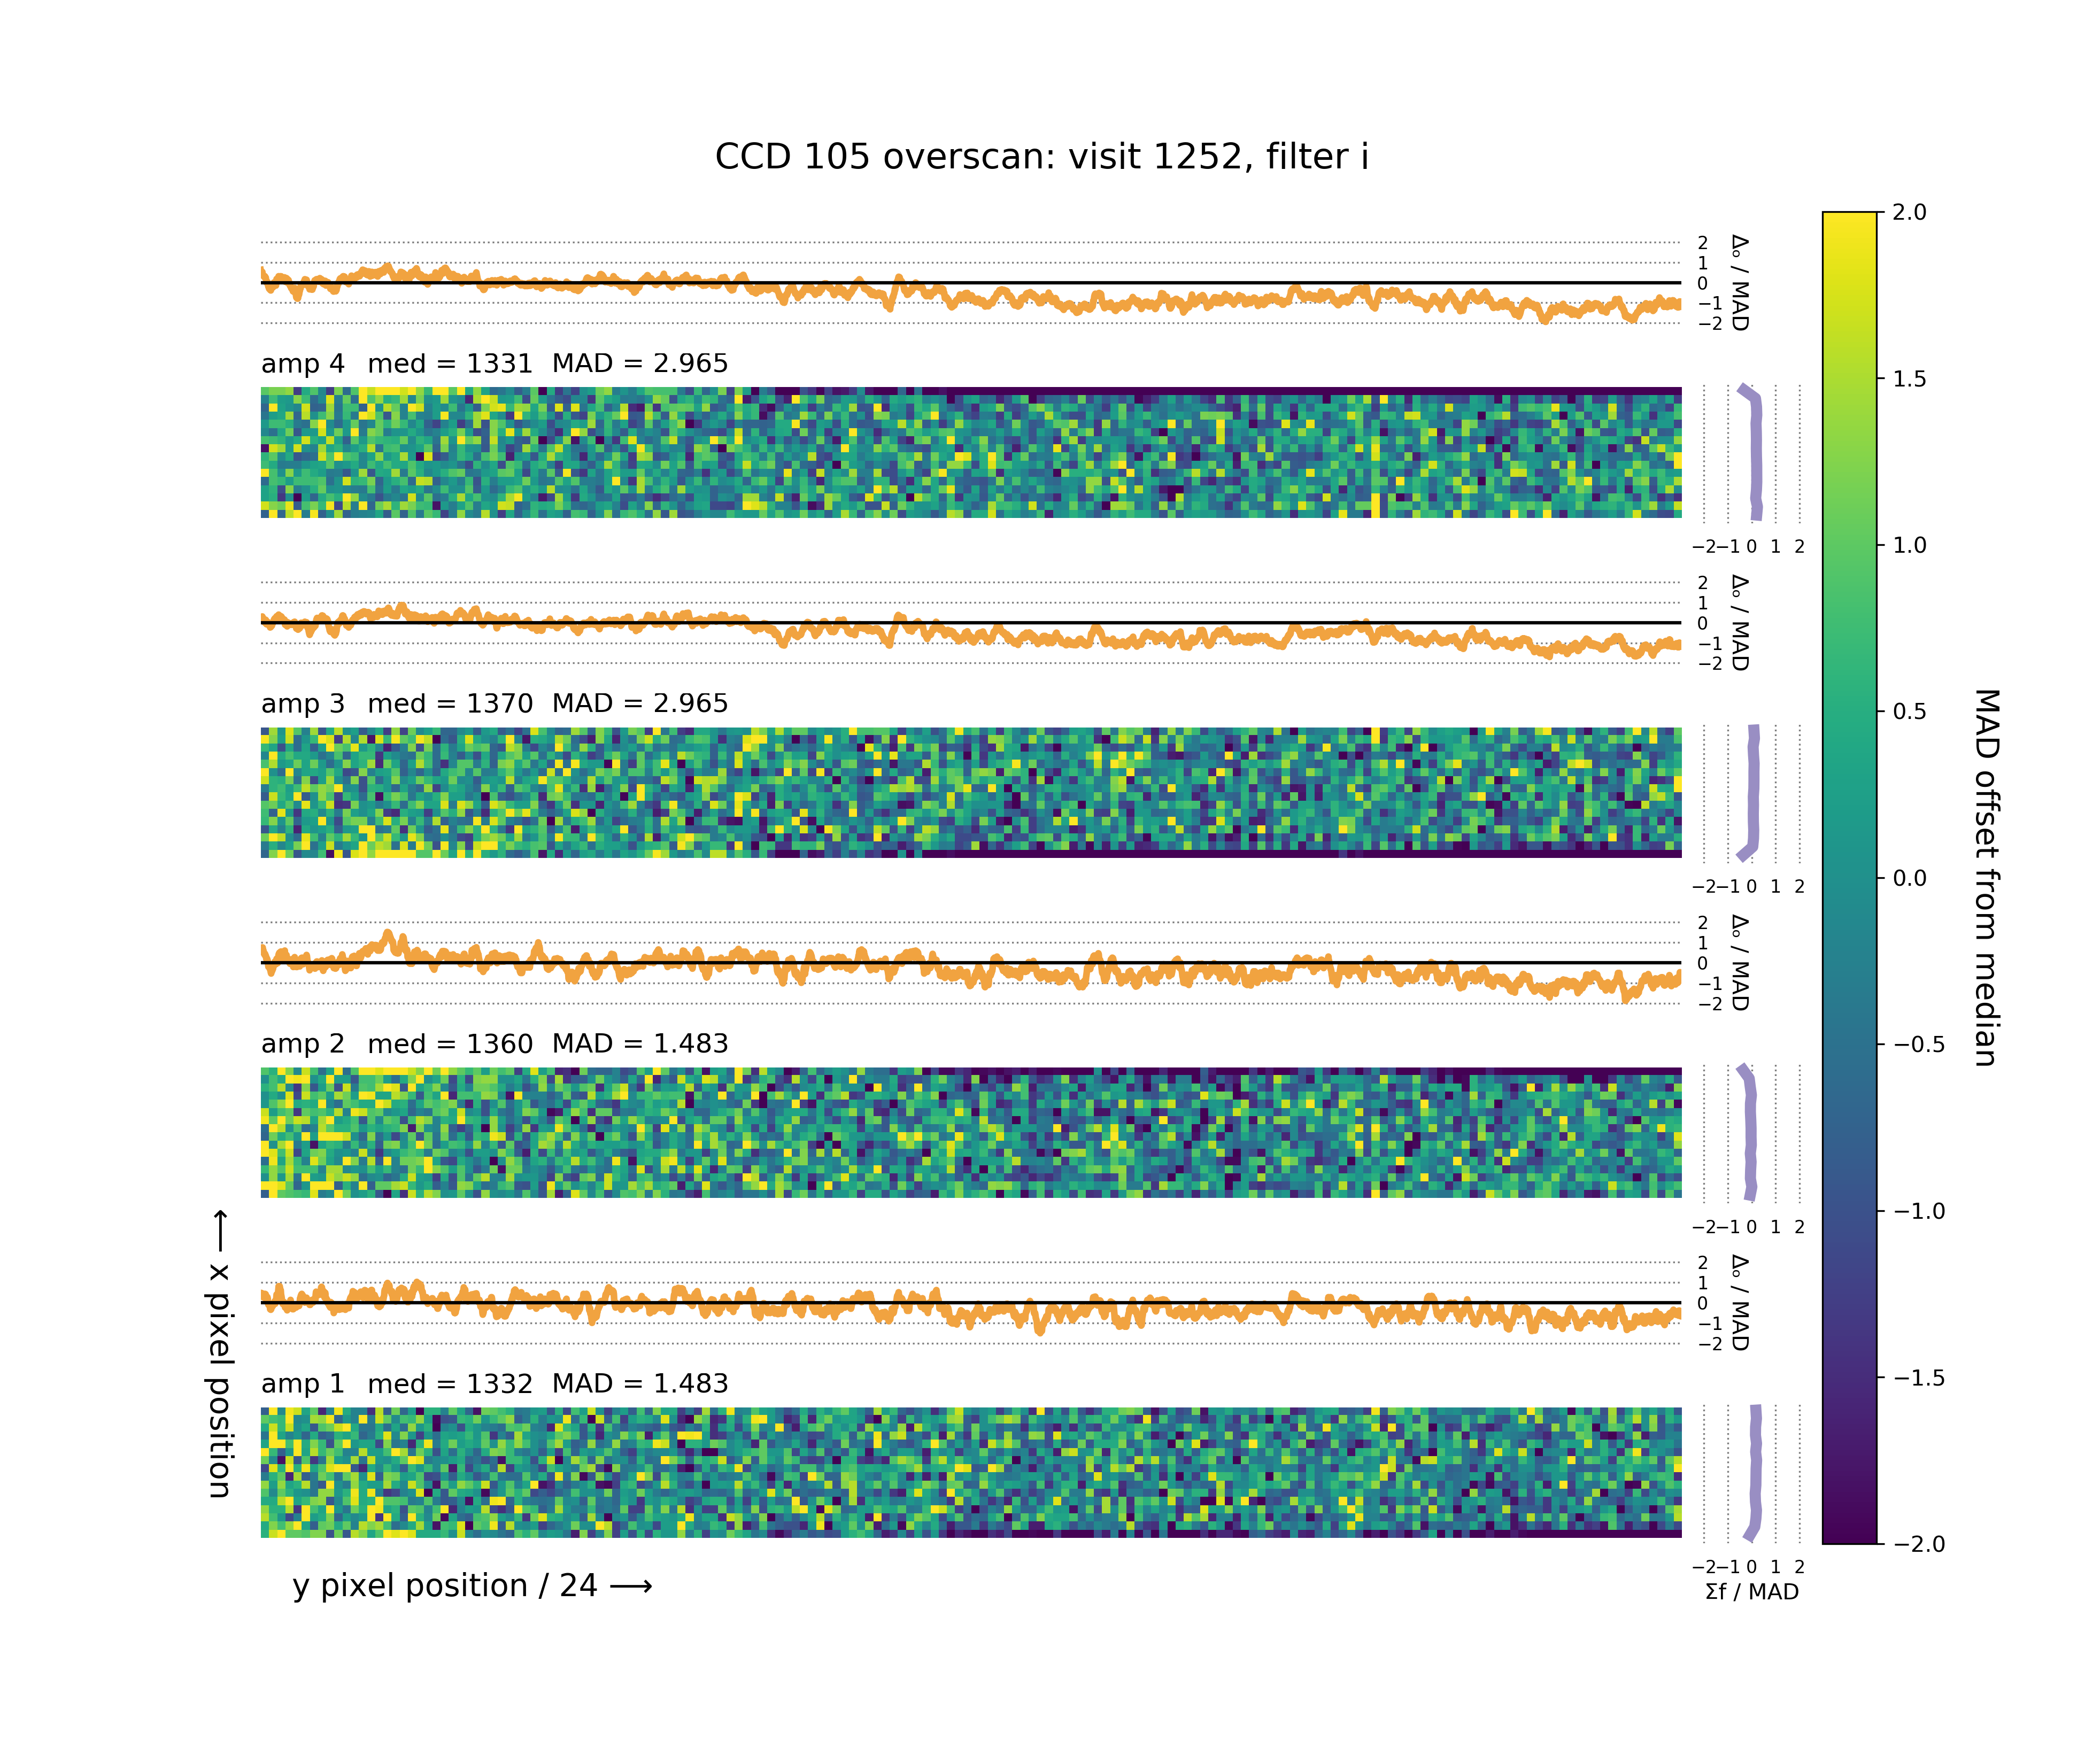 CCD 105 overscan: visit 1252, filter i
2
1
0
−1
−2
Δₒ / MAD
amp 4 med = 1331 MAD = 2.965
−2 −1 0 1 2
2
1
0
−1
−2
Δₒ / MAD
amp 3 med = 1370 MAD = 2.965
−2 −1 0 1 2
2
1
0
−1
−2
Δₒ / MAD
amp 2 med = 1360 MAD = 1.483
−2 −1 0 1 2
2
1
0
−1
−2
Δₒ / MAD
amp 1 med = 1332 MAD = 1.483
−2 −1 0 1 2
Σf / MAD
x pixel position ⟶
y pixel position / 24 ⟶
2.0
1.5
1.0
0.5
0.0
−0.5
−1.0
−1.5
−2.0
MAD offset from median